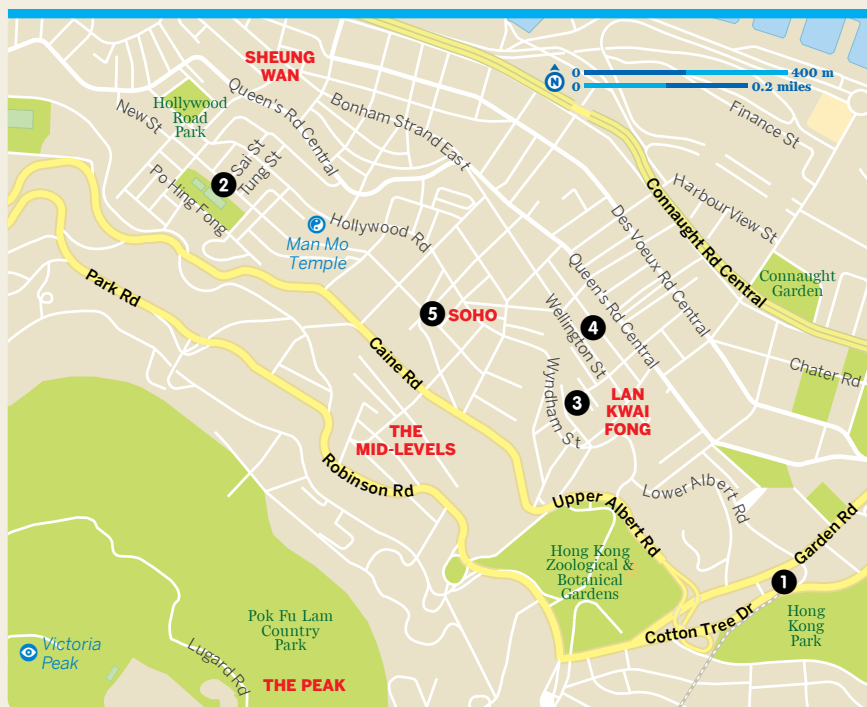 SHEUNG
WAN
0 400 m
N
0 0.2 miles
Hollywood
Road
Park
New St
Queen's Rd Central
Bonham Strand East
Finance St
Sai St
Tung St
2
Po Hing Fong
Connaught Rd Central
HarbourView St
Hollywood Rd
Man Mo
Temple
Des Voeux Rd Central
Queen's Rd Central
Connaught
Garden
Park Rd
5 SOHO
4
Wellington St
Caine Rd
Chater Rd
Wyndham St
3
LAN
KWAI
FONG
THE
MID-LEVELS
Robinson Rd
Lower Albert Rd
Upper Albert Rd
Garden Rd
Hong Kong
Zoological &
Botanical
Gardens
1
Cotton Tree Dr
Hong
Kong
Park
Pok Fu Lam
Country
Park
Victoria
Peak
Lugard Rd
THE PEAK